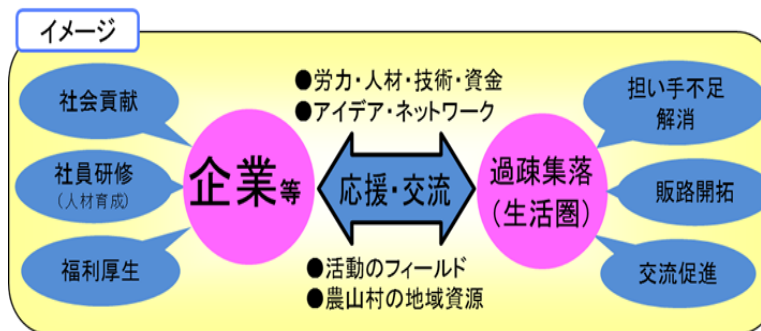 イメージ
社会貢献
社員研修
(人材育成)
福利厚生
企業等
●労力・人材・技術・資金
●アイデア・ネットワーク
応援・交流
●活動のフィールド
●農山村の地域資源
過疎集落
(生活圏)
担い手不足
解消
販路開拓
交流促進